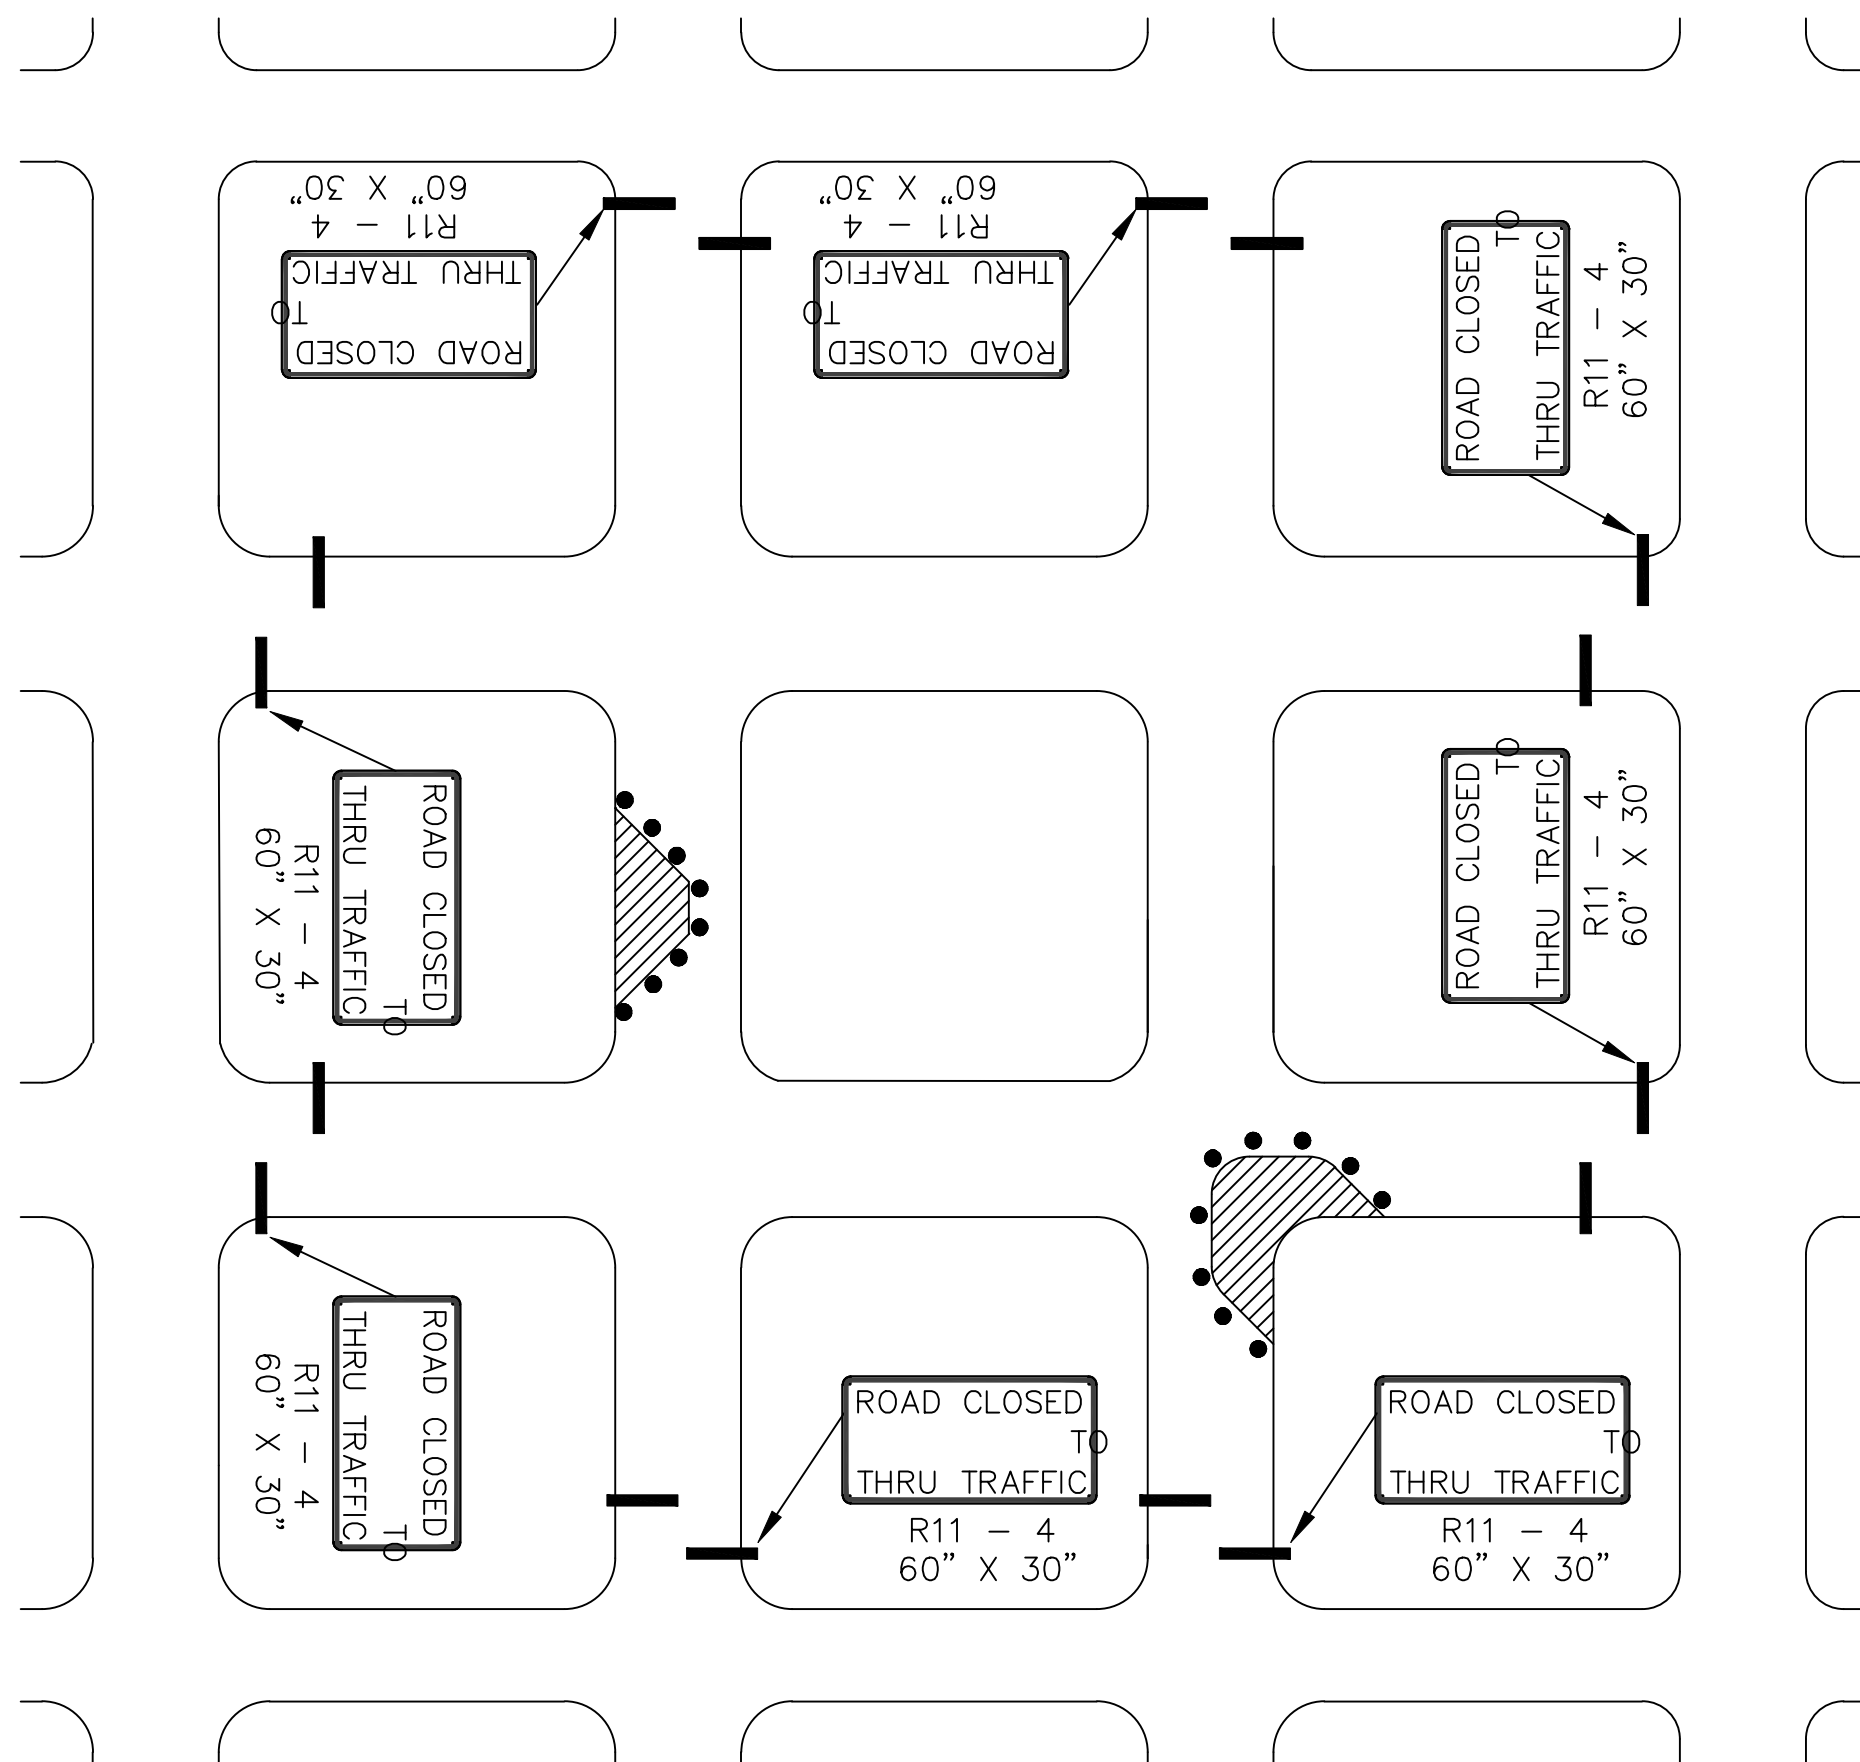 ROAD CLOSED
TO
THRU TRAFFIC
R11 - 4
60" X 30"
ROAD CLOSED
TO
THRU TRAFFIC
R11 - 4
60" X 30"
ROAD CLOSED
TO
THRU TRAFFIC
R11 - 4
60" X 30"
ROAD CLOSED
TO
THRU TRAFFIC
R11 - 4
60" X 30"
ROAD CLOSED
TO
THRU TRAFFIC
R11 - 4
60" X 30"
ROAD CLOSED
TO
THRU TRAFFIC
R11 - 4
60" X 30"
ROAD CLOSED
TO
THRU TRAFFIC
R11 - 4
60" X 30"
ROAD CLOSED
TO
THRU TRAFFIC
R11 - 4
60" X 30"